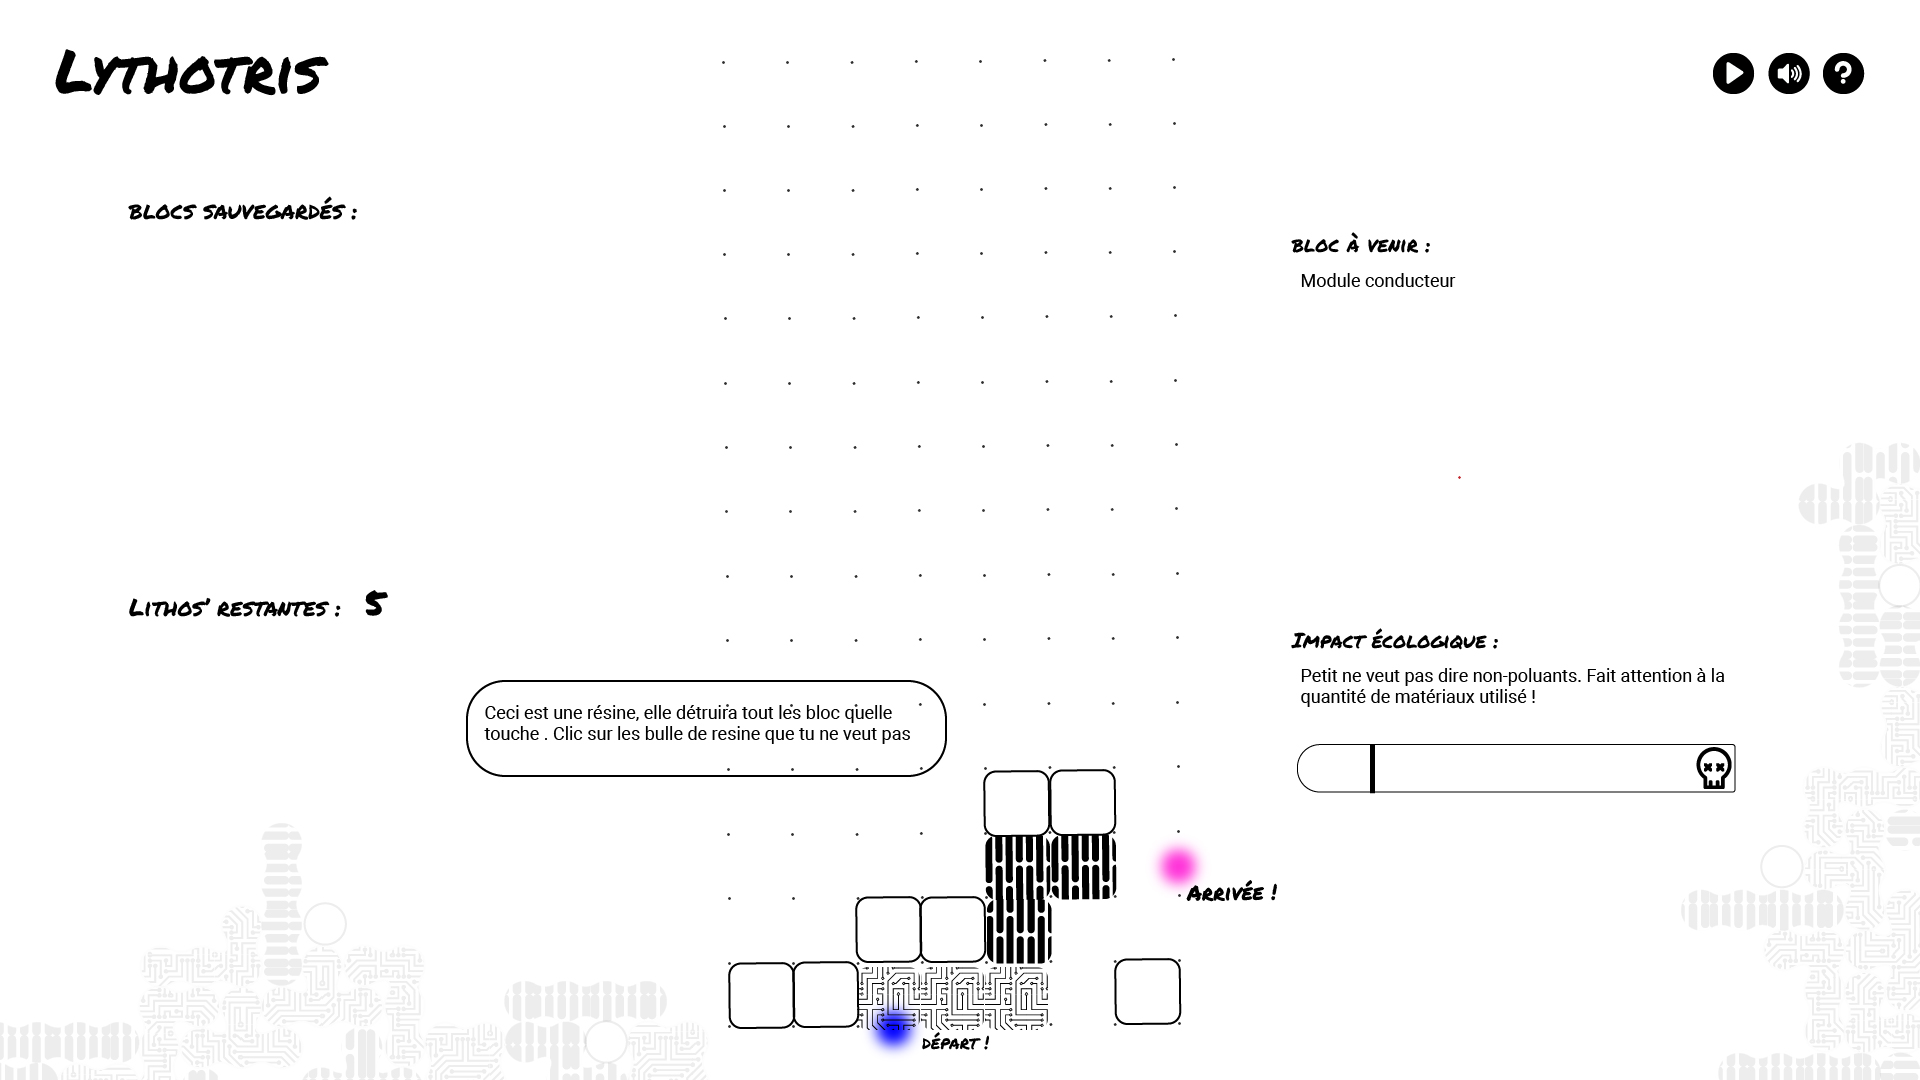 Lythotris
blocs sauvegardés :
bloc à venir :
Module conducteur
Lithos' restantes : 5
Impact écologique :
Petit ne veut pas dire non-poluants. Fait attention à la
quantité de matériaux utilisé !
Ceci est une résine, elle détruira tout les bloc quelle
touche . Clic sur les bulle de resine que tu ne veut pas
Arrivée !
départ !